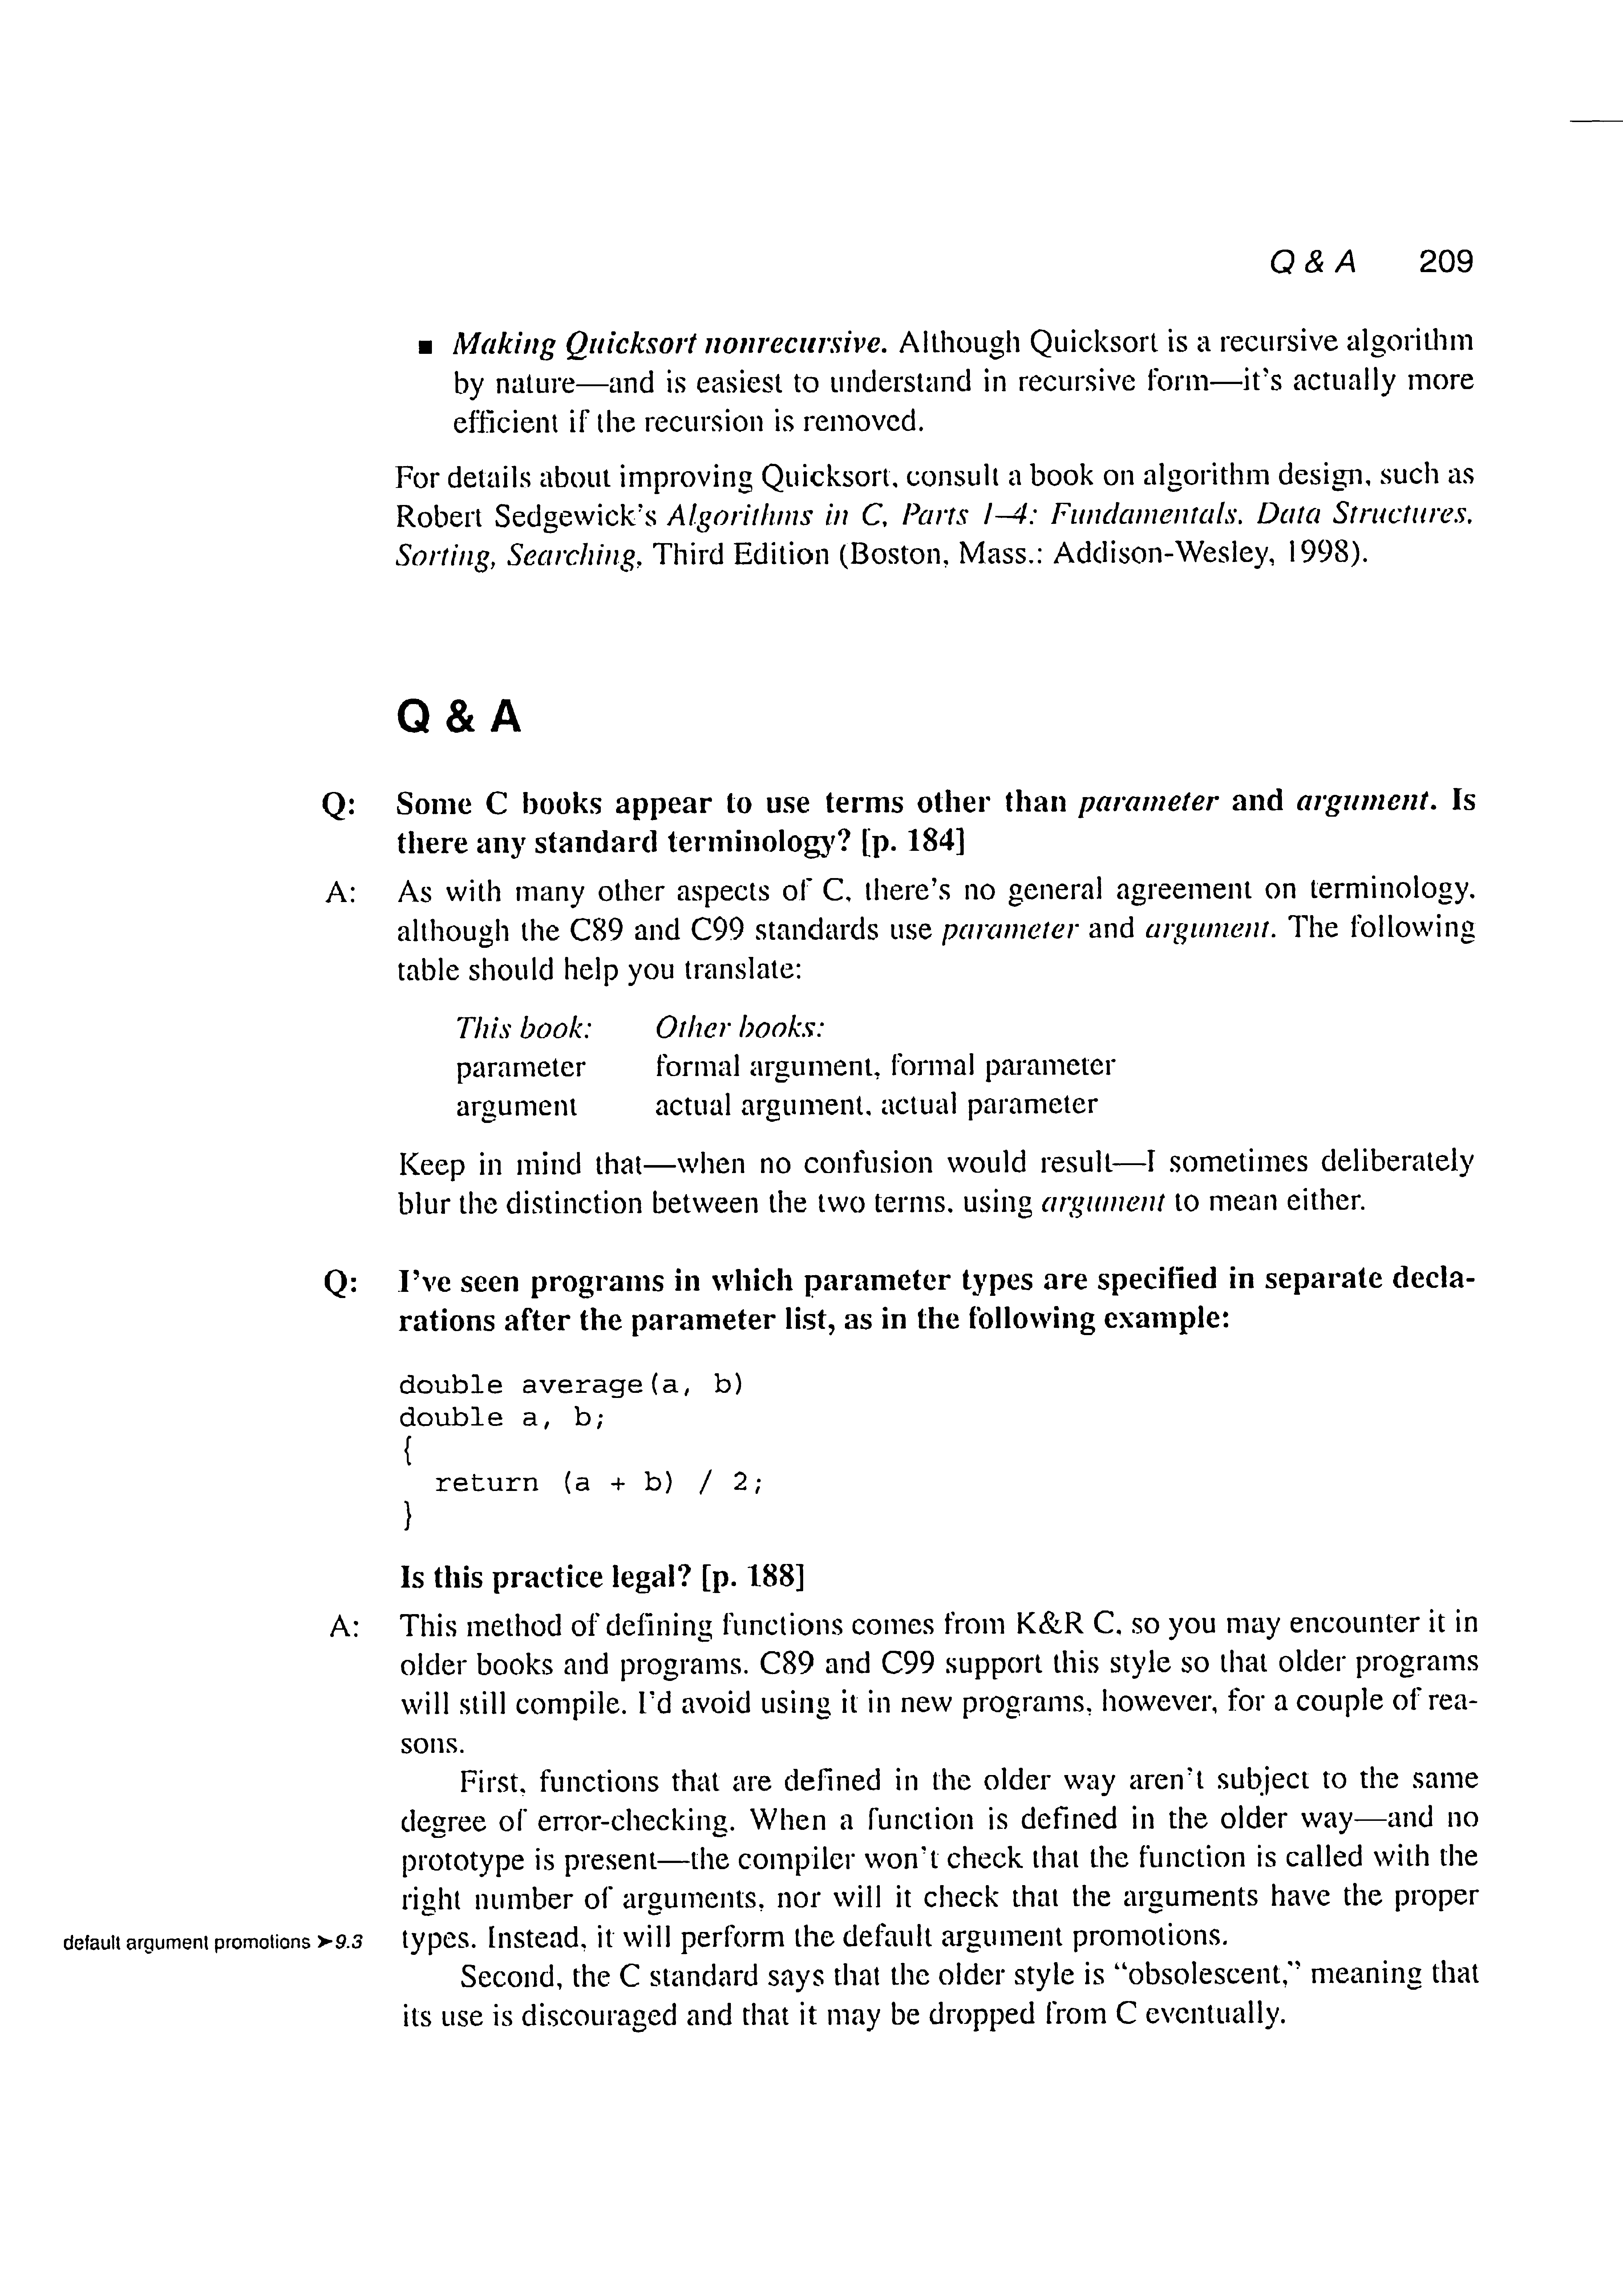 Q & A 209
■ Making Quicksort nonrecursive. Although Quicksort is a recursive algorithm
by nature—and is easiest to understand in recursive form—it's actually more
efficient if the recursion is removed.
For details about improving Quicksort, consult a book on algorithm design, such as
Robert Sedgewick's Algorithms in C, Parts 1–4: Fundamentals, Data Structures,
Sorting, Searching, Third Edition (Boston, Mass.: Addison-Wesley, 1998).
Q & A
Q: Some C books appear to use terms other than parameter and argument. Is
there any standard terminology? [p. 184]
A: As with many other aspects of C, there's no general agreement on terminology,
although the C89 and C99 standards use parameter and argument. The following
table should help you translate:
This book: Other books:
parameter formal argument, formal parameter
argument actual argument, actual parameter
Keep in mind that—when no confusion would result—I sometimes deliberately
blur the distinction between the two terms, using argument to mean either.
Q: I've seen programs in which parameter types are specified in separate decla-
rations after the parameter list, as in the following example:
double average(a, b)
double a, b;
{
  return (a + b) / 2;
}
Is this practice legal? [p. 188]
A: This method of defining functions comes from K&R C, so you may encounter it in
older books and programs. C89 and C99 support this style so that older programs
will still compile. I'd avoid using it in new programs, however, for a couple of rea-
sons.
First, functions that are defined in the older way aren't subject to the same
degree of error-checking. When a function is defined in the older way—and no
prototype is present—the compiler won't check that the function is called with the
right number of arguments, nor will it check that the arguments have the proper
default argument promotions ➤9.3 types. Instead, it will perform the default argument promotions.
Second, the C standard says that the older style is "obsolescent," meaning that
its use is discouraged and that it may be dropped from C eventually.